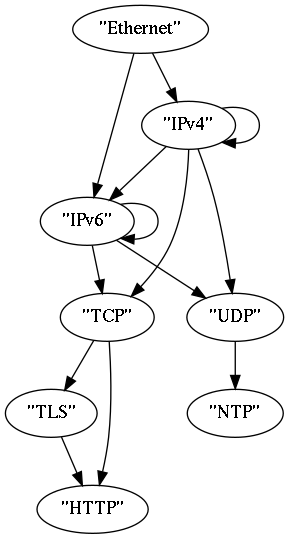 "Ethernet"
"IPv4"
"IPv6"
"TCP"
"UDP"
"TLS"
"NTP"
"HTTP"